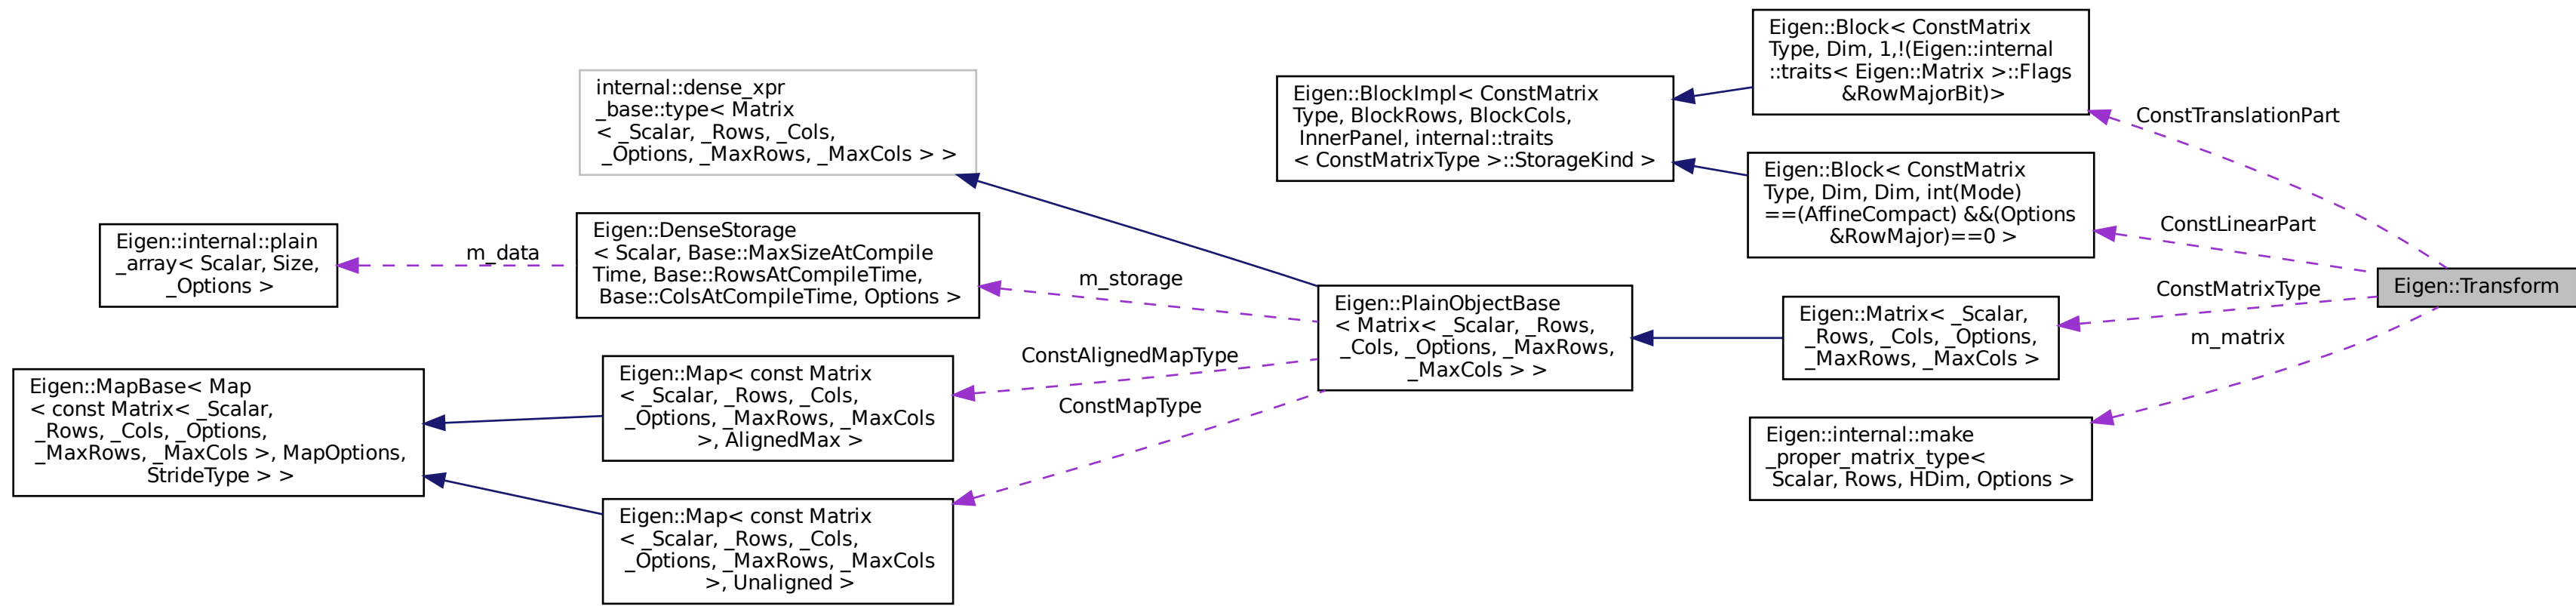 Eigen::internal::plain
_array< Scalar, Size,
_Options >
m_data
Eigen::MapBase< Map
< const Matrix< _Scalar,
_Rows, _Cols, _Options,
_MaxRows, _MaxCols >, MapOptions,
StrideType > >
internal::dense_xpr
_base::type< Matrix
< _Scalar, _Rows, _Cols,
_Options, _MaxRows, _MaxCols > >
Eigen::DenseStorage
< Scalar, Base::MaxSizeAtCompile
Time, Base::RowsAtCompileTime,
Base::ColsAtCompileTime, Options >
Eigen::Map< const Matrix
< _Scalar, _Rows, _Cols,
_Options, _MaxRows, _MaxCols
>, AlignedMax >
Eigen::Map< const Matrix
< _Scalar, _Rows, _Cols,
_Options, _MaxRows, _MaxCols
>, Unaligned >
m_storage
ConstAlignedMapType
ConstMapType
Eigen::BlockImpl< ConstMatrix
Type, BlockRows, BlockCols,
InnerPanel, internal::traits
< ConstMatrixType >::StorageKind >
Eigen::PlainObjectBase
< Matrix< _Scalar, _Rows,
_Cols, _Options, _MaxRows,
_MaxCols > >
Eigen::Block< ConstMatrix
Type, Dim, 1,!(Eigen::internal
::traits< Eigen::Matrix >::Flags
&RowMajorBit)>
Eigen::Block< ConstMatrix
Type, Dim, Dim, int(Mode)
==(AffineCompact) &&(Options
&RowMajor)==0 >
Eigen::Matrix< _Scalar,
_Rows, _Cols, _Options,
_MaxRows, _MaxCols >
Eigen::internal::make
_proper_matrix_type<
Scalar, Rows, HDim, Options >
ConstTranslationPart
ConstLinearPart
ConstMatrixType
m_matrix
Eigen::Transform